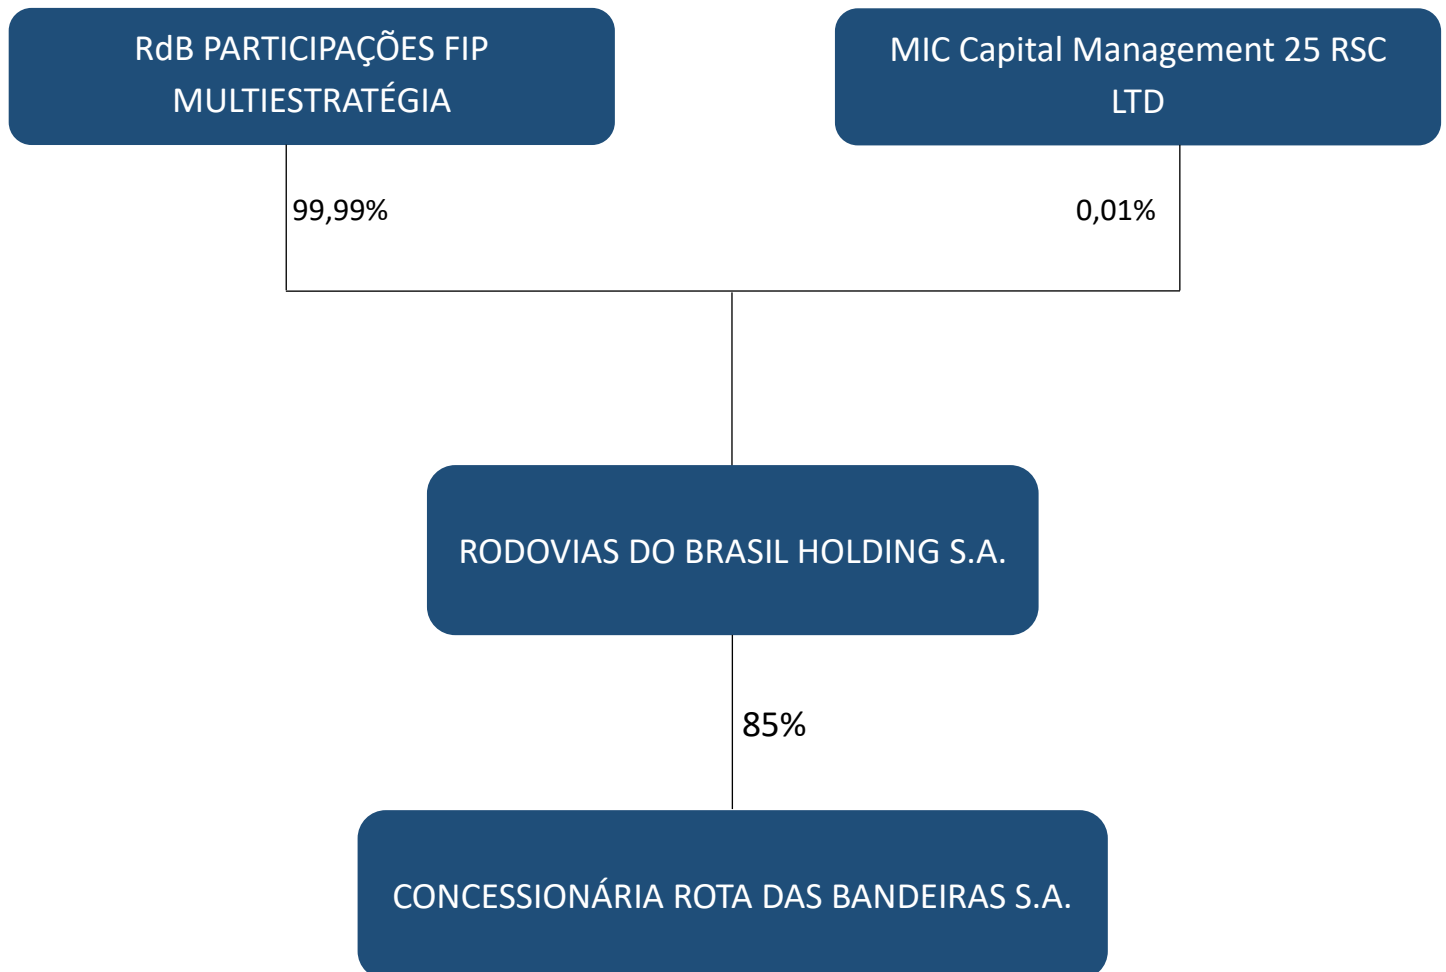 RdB PARTICIPAÇÕES FIP
MULTIESTRATÉGIA
MIC Capital Management 25 RSC
LTD
99,99%
0,01%
RODOVIAS DO BRASIL HOLDING S.A.
85%
CONCESSIONÁRIA ROTA DAS BANDEIRAS S.A.